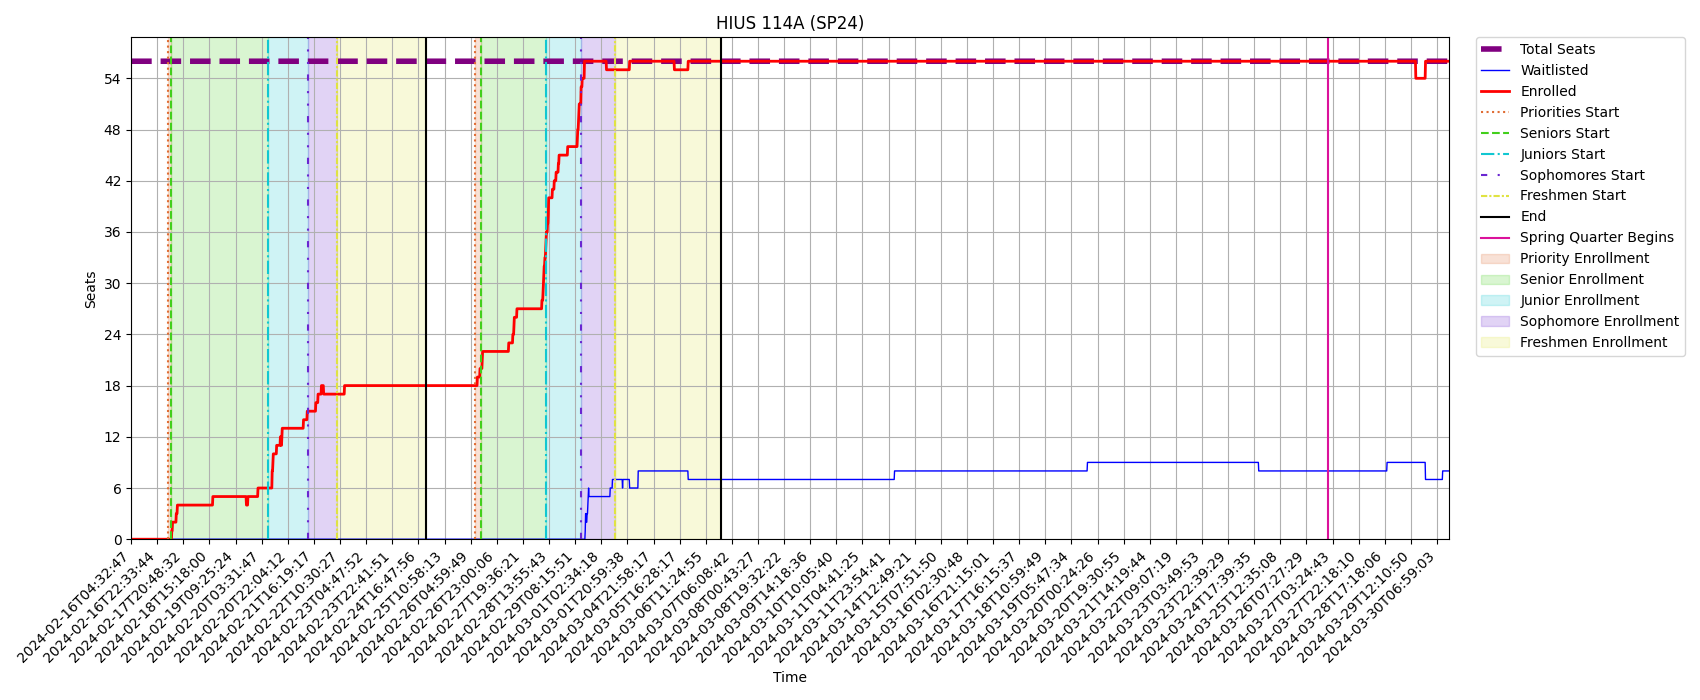 HIUS 114A (SP24)
Seats
54
48
42
36
30
24
18
12
6
0
2024-02-16T04:32:47
2024-02-16T22:33:44
2024-02-17T20:48:32
2024-02-18T15:18:00
2024-02-19T09:25:24
2024-02-20T03:31:47
2024-02-20T22:04:12
2024-02-21T16:19:17
2024-02-22T10:30:27
2024-02-23T04:47:52
2024-02-23T22:41:51
2024-02-24T16:47:56
2024-02-25T10:58:13
2024-02-26T04:59:49
2024-02-26T23:00:06
2024-02-27T19:36:21
2024-02-28T13:55:43
2024-02-29T08:15:51
2024-03-01T02:34:18
2024-03-01T20:59:38
2024-03-04T21:58:17
2024-03-05T16:28:17
2024-03-06T11:24:55
2024-03-07T06:08:42
2024-03-08T00:43:27
2024-03-08T19:32:22
2024-03-09T14:18:36
2024-03-10T10:05:40
2024-03-11T04:41:25
2024-03-11T23:54:41
2024-03-14T12:49:21
2024-03-15T07:51:50
2024-03-16T02:30:48
2024-03-16T21:15:01
2024-03-17T16:15:37
2024-03-18T10:59:49
2024-03-19T05:47:34
2024-03-20T00:24:26
2024-03-20T19:30:55
2024-03-21T14:19:44
2024-03-22T09:07:19
2024-03-23T03:49:53
2024-03-23T22:39:29
2024-03-24T17:39:35
2024-03-25T12:35:08
2024-03-26T07:27:29
2024-03-27T03:24:43
2024-03-27T22:18:10
2024-03-28T17:18:06
2024-03-29T12:10:50
2024-03-30T06:59:03
Time
Total Seats
Waitlisted
Enrolled
Priorities Start
Seniors Start
Juniors Start
Sophomores Start
Freshmen Start
End
Spring Quarter Begins
Priority Enrollment
Senior Enrollment
Junior Enrollment
Sophomore Enrollment
Freshmen Enrollment